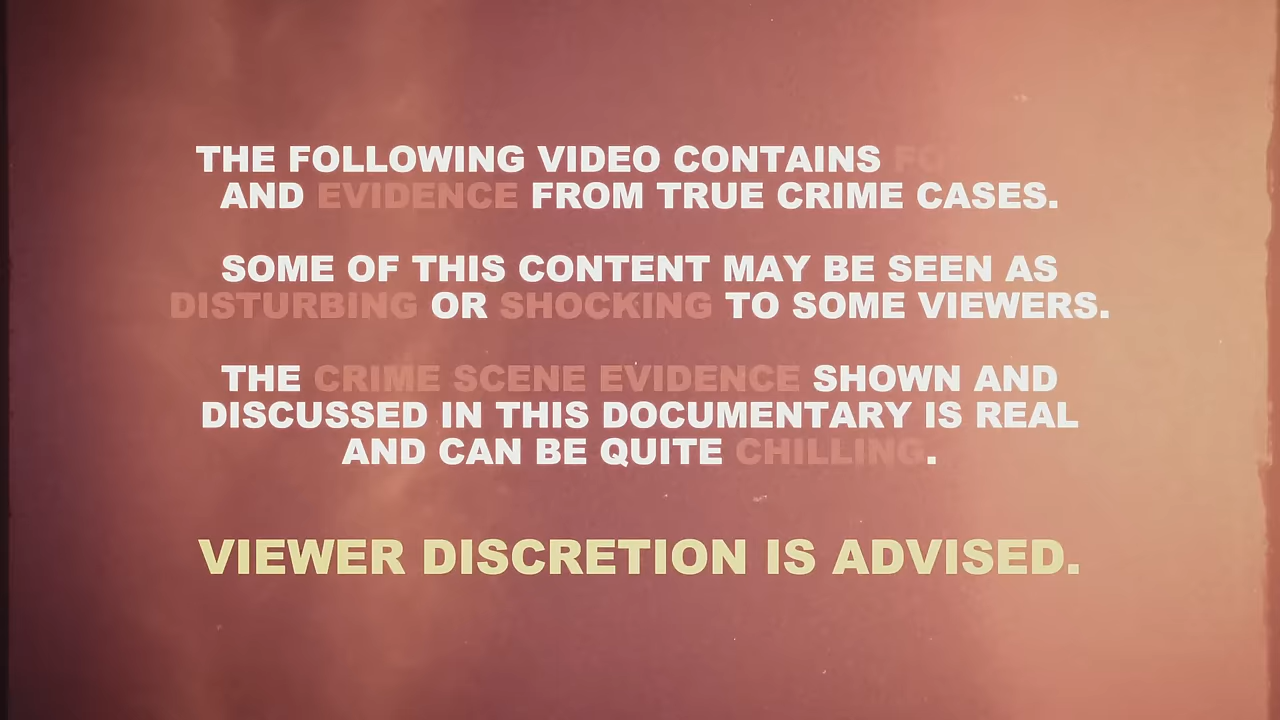 THE FOLLOWING VIDEO CONTAINS
AND EVIDENCE FROM TRUE CRIME CASES.
SOME OF THIS CONTENT MAY BE SEEN AS
DISTURBING OR SHOCKING TO SOME VIEWERS.
THE CRIME SCENE EVIDENCE SHOWN AND
DISCUSSED IN THIS DOCUMENTARY IS REAL
AND CAN BE QUITE CHILLING.
VIEWER DISCRETION IS ADVISED.